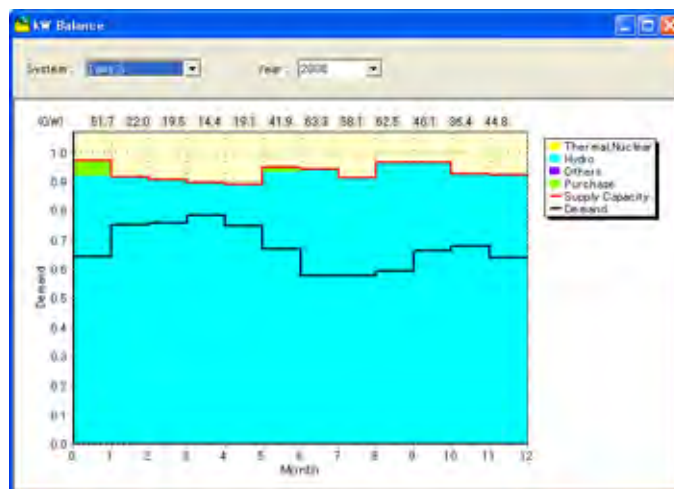 kW Balance
System : Year : 2008
(GW) 51.7 22.0 19.5 14.4 19.1 41.9 63.3 58.1 62.5 46.1 36.4 44.8
1.0
0.9
0.8
0.7
0.6
0.5
0.4
0.3
0.2
0.1
0.0
Demand
0 1 2 3 4 5 6 7 8 9 10 11 12
Month
Thermal,Nuclear
Hydro
Others
Purchase
Supply Capacity
Demand